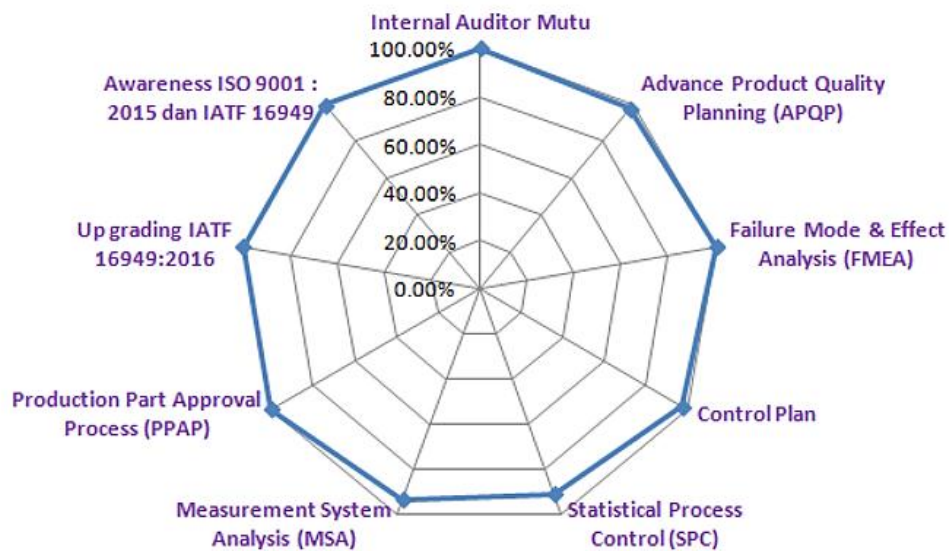 Internal Auditor Mutu
100.00%
80.00%
60.00%
40.00%
20.00%
0.00%
Advance Product Quality
Planning (APQP)
Failure Mode & Effect
Analysis (FMEA)
Control Plan
Statistical Process
Control (SPC)
Measurement System
Analysis (MSA)
Production Part Approval
Process (PPAP)
Up grading IATF
16949:2016
Awareness ISO 9001 :
2015 dan IATF 16949